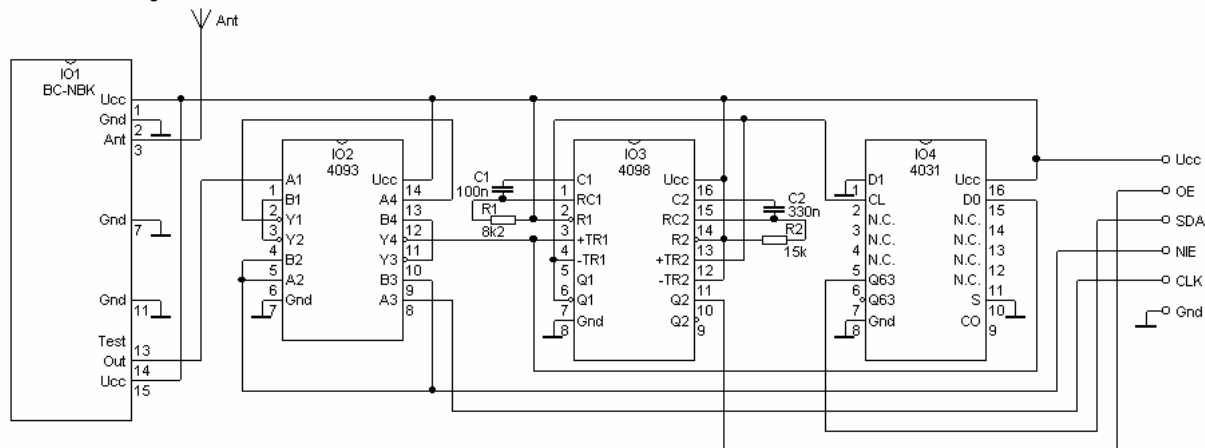 Ant
IO1
BC-NBK
Ucc
1
Gnd
2
Ant
3
Gnd
7
Gnd
11
Test
13
Out
14
Ucc
15
IO2
4093
A1
1
B1
2
Y1
3
Y2
4
B2
5
A2
6
Gnd
7
Ucc
14
A4
13
B4
12
Y4
11
Y3
10
B3
9
A3
8
C1
100n
R1
8k2
IO3
4098
C1
1
RC1
2
R1
3
+TR1
4
-TR1
5
Q1
6
Q1
7
Gnd
8
Ucc
16
C2
15
RC2
14
R2
13
+TR2
12
-TR2
11
Q2
10
Q2
9
C2
330n
R2
15k
IO4
4031
D1
1
CL
2
N.C.
3
N.C.
4
N.C.
5
Q63
6
Q63
7
Gnd
8
Ucc
16
D0
15
N.C.
14
N.C.
13
N.C.
12
N.C.
11
S
10
CO
9
Ucc
OE
SDA
NIE
CLK
Gnd